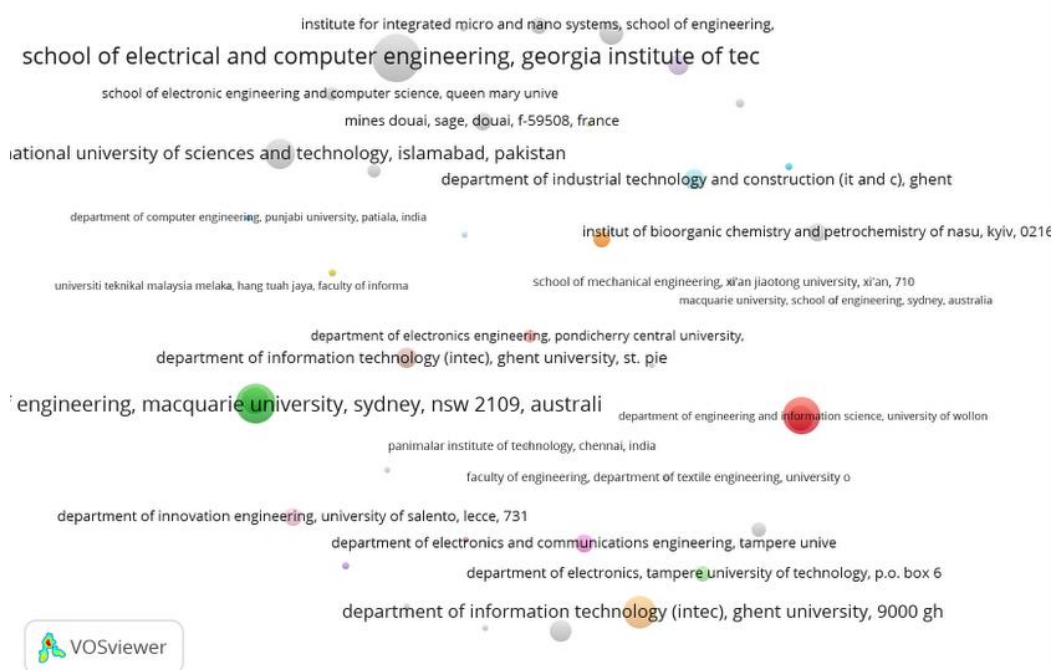 institute for integrated micro and nano systems, school of engineering,
school of electrical and computer engineering, georgia institute of tec
school of electronic engineering and computer science, queen mary unive
mines douai, sage, douai, f-59508, france
ational university of sciences and technology, islamabad, pakistan
department of industrial technology and construction (it and c), ghent
department of computer engineering, punjabi university, patiala, india
institut of bioorganic chemistry and petrochemistry of nasu, kyiv, 0216
school of mechanical engineering, xi'an jiaotong university, xi'an, 710
universiti teknikal malaysia melaka, hang tuah jaya, faculty of informa
macquarie university, school of engineering, sydney, australia
department of electronics engineering, pondicherry central university,
department of information technology (intec), ghent university, st. pie
engineering, macquarie university, sydney, nsw 2109, australi
department of engineering and information science, university of wollon
panimalar institute of technology, chennai, india
faculty of engineering, department of textile engineering, university o
department of innovation engineering, university of salento, lecce, 731
department of electronics and communications engineering, tampere unive
department of electronics, tampere university of technology, p.o. box 6
department of information technology (intec), ghent university, 9000 gh
VOSviewer